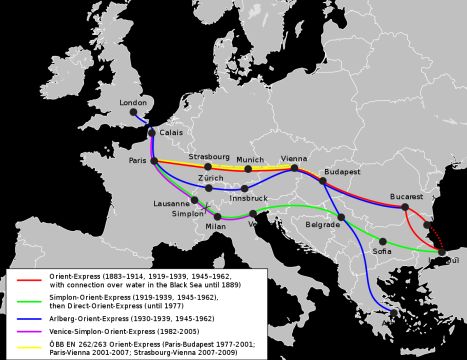 London
Calais
Paris
Strasbourg
Munich
Vienna
Budapest
Zürich
Innsbruck
Lausanne
Simplon
Milan
Belgrade
Bucarest
Sofia
Orient-Express (1883–1914, 1919–1939, 1945–1962,
with connection over water in the Black Sea until 1889)
Simplon-Orient-Express (1919-1939, 1945-1962),
then Direct-Orient-Express (until 1977)
Arlberg-Orient-Express (1930-1939, 1945-1962)
Venice-Simplon-Orient-Express (1982-2005)
ÖBB EN 262/263 Orient-Express (Paris-Budapest 1977-2001;
Paris-Vienna 2001-2007; Strasbourg-Vienna 2007-2009)